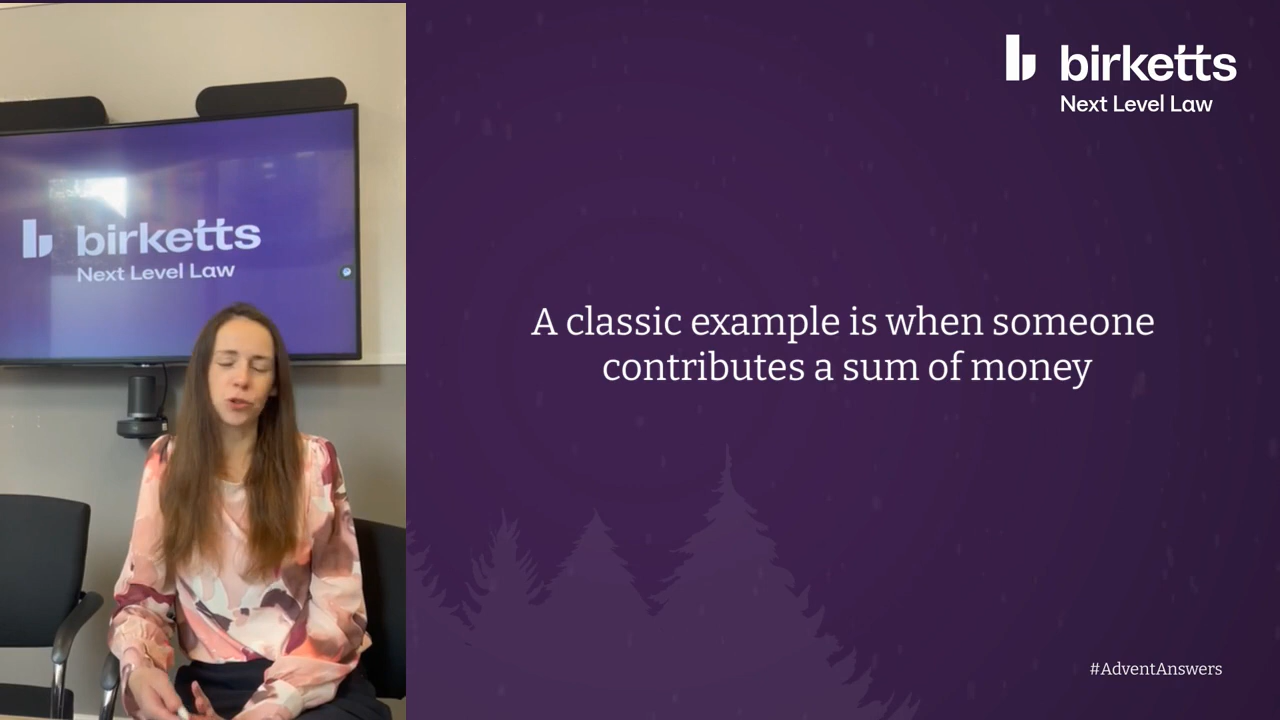 birketts
Next Level Law
birketts
Next Level Law
A classic example is when someone
contributes a sum of money
#AdventAnswers